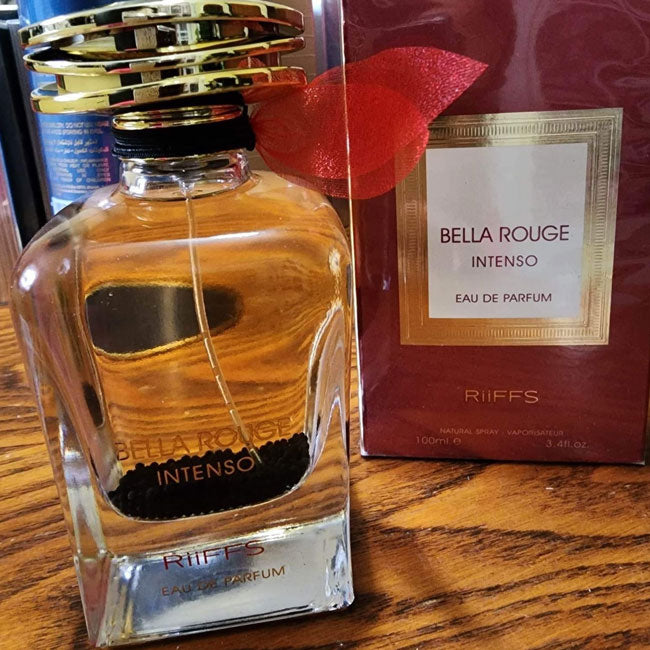 BELLA ROUGE
INTENSO
RiiFFS
EAU DE PARFUM
BELLA ROUGE
INTENSO
EAU DE PARFUM
RiiFFS
NATURAL SPRAY - VAPORISATEUR
100ml. e 3.4fl.oz.